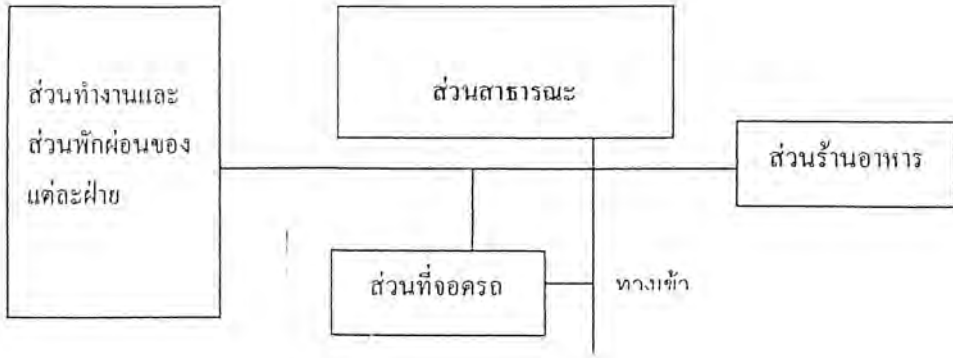 ส่วนทำงานและ
ส่วนพักผ่อนของ
แต่ละฝ่าย
ส่วนสาธารณะ
ส่วนร้านอาหาร
ส่วนที่จอดรถ
ทางเข้า